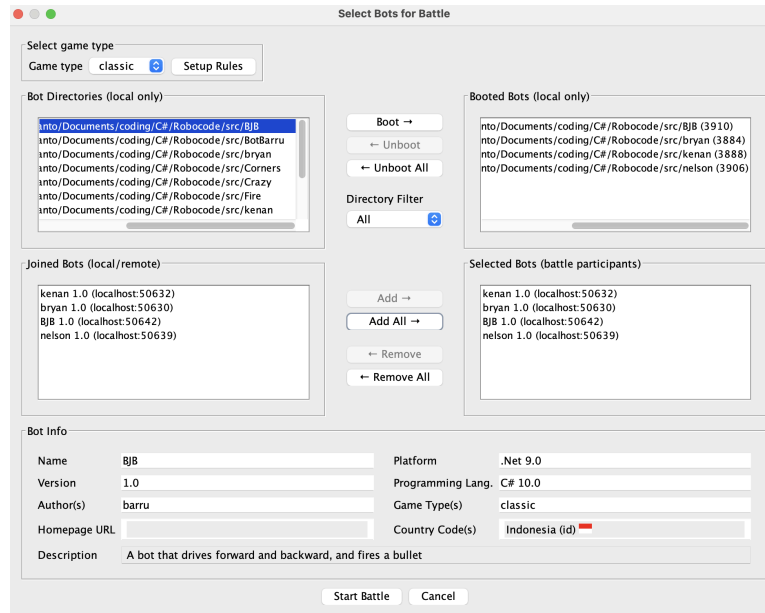 Select Bots for Battle
Select game type
Game type classic Setup Rules
Bot Directories (local only)
anto/Documents/coding/C#/Robocode/src/BJB
anto/Documents/coding/C#/Robocode/src/BotBarru
anto/Documents/coding/C#/Robocode/src/bryan
anto/Documents/coding/C#/Robocode/src/Corners
anto/Documents/coding/C#/Robocode/src/Crazy
anto/Documents/coding/C#/Robocode/src/Fire
anto/Documents/coding/C#/Robocode/src/kenan
Boot →
← Unboot
← Unboot All
Directory Filter
All
Booted Bots (local only)
nto/Documents/coding/C#/Robocode/src/BJB (3910)
nto/Documents/coding/C#/Robocode/src/bryan (3884)
nto/Documents/coding/C#/Robocode/src/kenan (3888)
nto/Documents/coding/C#/Robocode/src/nelson (3906)
Joined Bots (local/remote)
kenan 1.0 (localhost:50632)
bryan 1.0 (localhost:50630)
BJB 1.0 (localhost:50642)
nelson 1.0 (localhost:50639)
Add →
Add All →
← Remove
← Remove All
Selected Bots (battle participants)
kenan 1.0 (localhost:50632)
bryan 1.0 (localhost:50630)
BJB 1.0 (localhost:50642)
nelson 1.0 (localhost:50639)
Bot Info
Name BJB Platform .Net 9.0
Version 1.0 Programming Lang. C# 10.0
Author(s) barru Game Type(s) classic
Homepage URL Country Code(s) Indonesia (id)
Description A bot that drives forward and backward, and fires a bullet
Start Battle Cancel